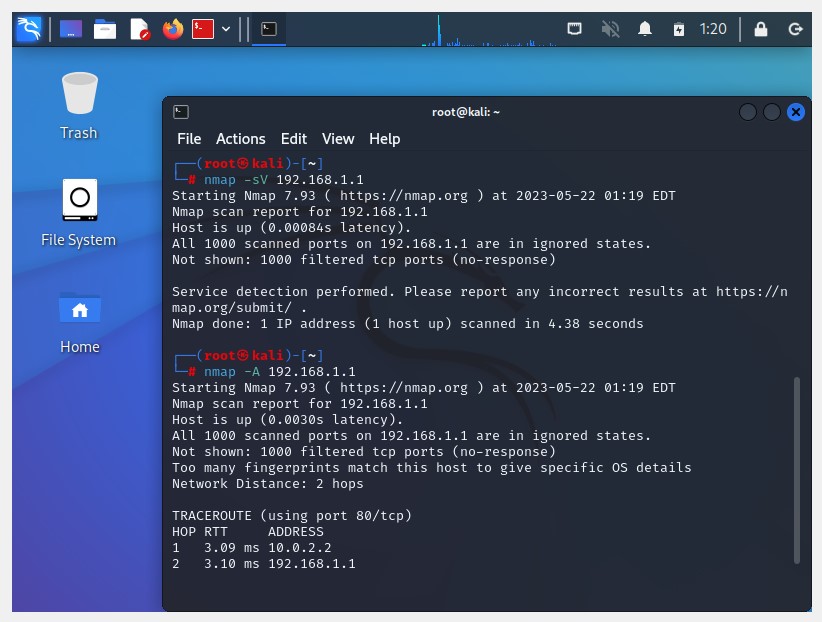 1:20
Trash
File System
Home
root@kali: ~
File Actions Edit View Help
┌──(root㉿kali)-[~]
└─# nmap -sV 192.168.1.1
Starting Nmap 7.93 ( https://nmap.org ) at 2023-05-22 01:19 EDT
Nmap scan report for 192.168.1.1
Host is up (0.00084s latency).
All 1000 scanned ports on 192.168.1.1 are in ignored states.
Not shown: 1000 filtered tcp ports (no-response)
Service detection performed. Please report any incorrect results at https://n
map.org/submit/ .
Nmap done: 1 IP address (1 host up) scanned in 4.38 seconds
┌──(root㉿kali)-[~]
└─# nmap -A 192.168.1.1
Starting Nmap 7.93 ( https://nmap.org ) at 2023-05-22 01:19 EDT
Nmap scan report for 192.168.1.1
Host is up (0.0030s latency).
All 1000 scanned ports on 192.168.1.1 are in ignored states.
Not shown: 1000 filtered tcp ports (no-response)
Too many fingerprints match this host to give specific OS details
Network Distance: 2 hops
TRACEROUTE (using port 80/tcp)
HOP RTT     ADDRESS
1   3.09 ms 10.0.2.2
2   3.10 ms 192.168.1.1